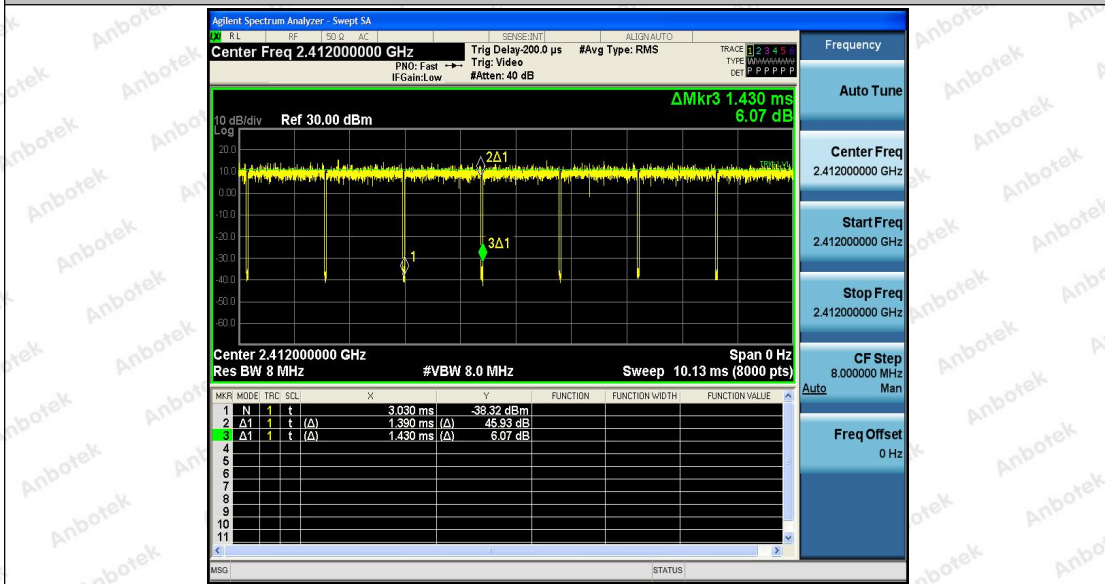 Agilent Spectrum Analyzer - Swept SA
RL RF 50 Ω AC SENSE:INT ALIGNAUTO
Center Freq 2.412000000 GHz
PNO: Fast
IFGain:Low
Trig Delay-200.0 µs #Avg Type: RMS
Trig: Video
#Atten: 40 dB
TRACE 1 2 3 4 5 6
TYPE
DET P P P P P P
ΔMkr3 1.430 ms
6.07 dB
10 dB/div Ref 30.00 dBm
Log
20.0
10.0
0.00
-10.0
-20.0
-30.0
-40.0
-50.0
-60.0
2Δ1
1
3Δ1
Center 2.412000000 GHz Span 0 Hz
Res BW 8 MHz #VBW 8.0 MHz Sweep 10.13 ms (8000 pts)
MKR MODE TRC SCL X Y FUNCTION FUNCTION WIDTH FUNCTION VALUE
1 N 1 t 3.030 ms -38.32 dBm
2 Δ1 1 t (Δ) 1.390 ms (Δ) 45.93 dB
3 Δ1 1 t (Δ) 1.430 ms (Δ) 6.07 dB
4
5
6
7
8
9
10
11
MSG STATUS
Frequency
Auto Tune
Center Freq
2.412000000 GHz
Start Freq
2.412000000 GHz
Stop Freq
2.412000000 GHz
CF Step
8.000000 MHz
Auto Man
Freq Offset
0 Hz
Anbotek